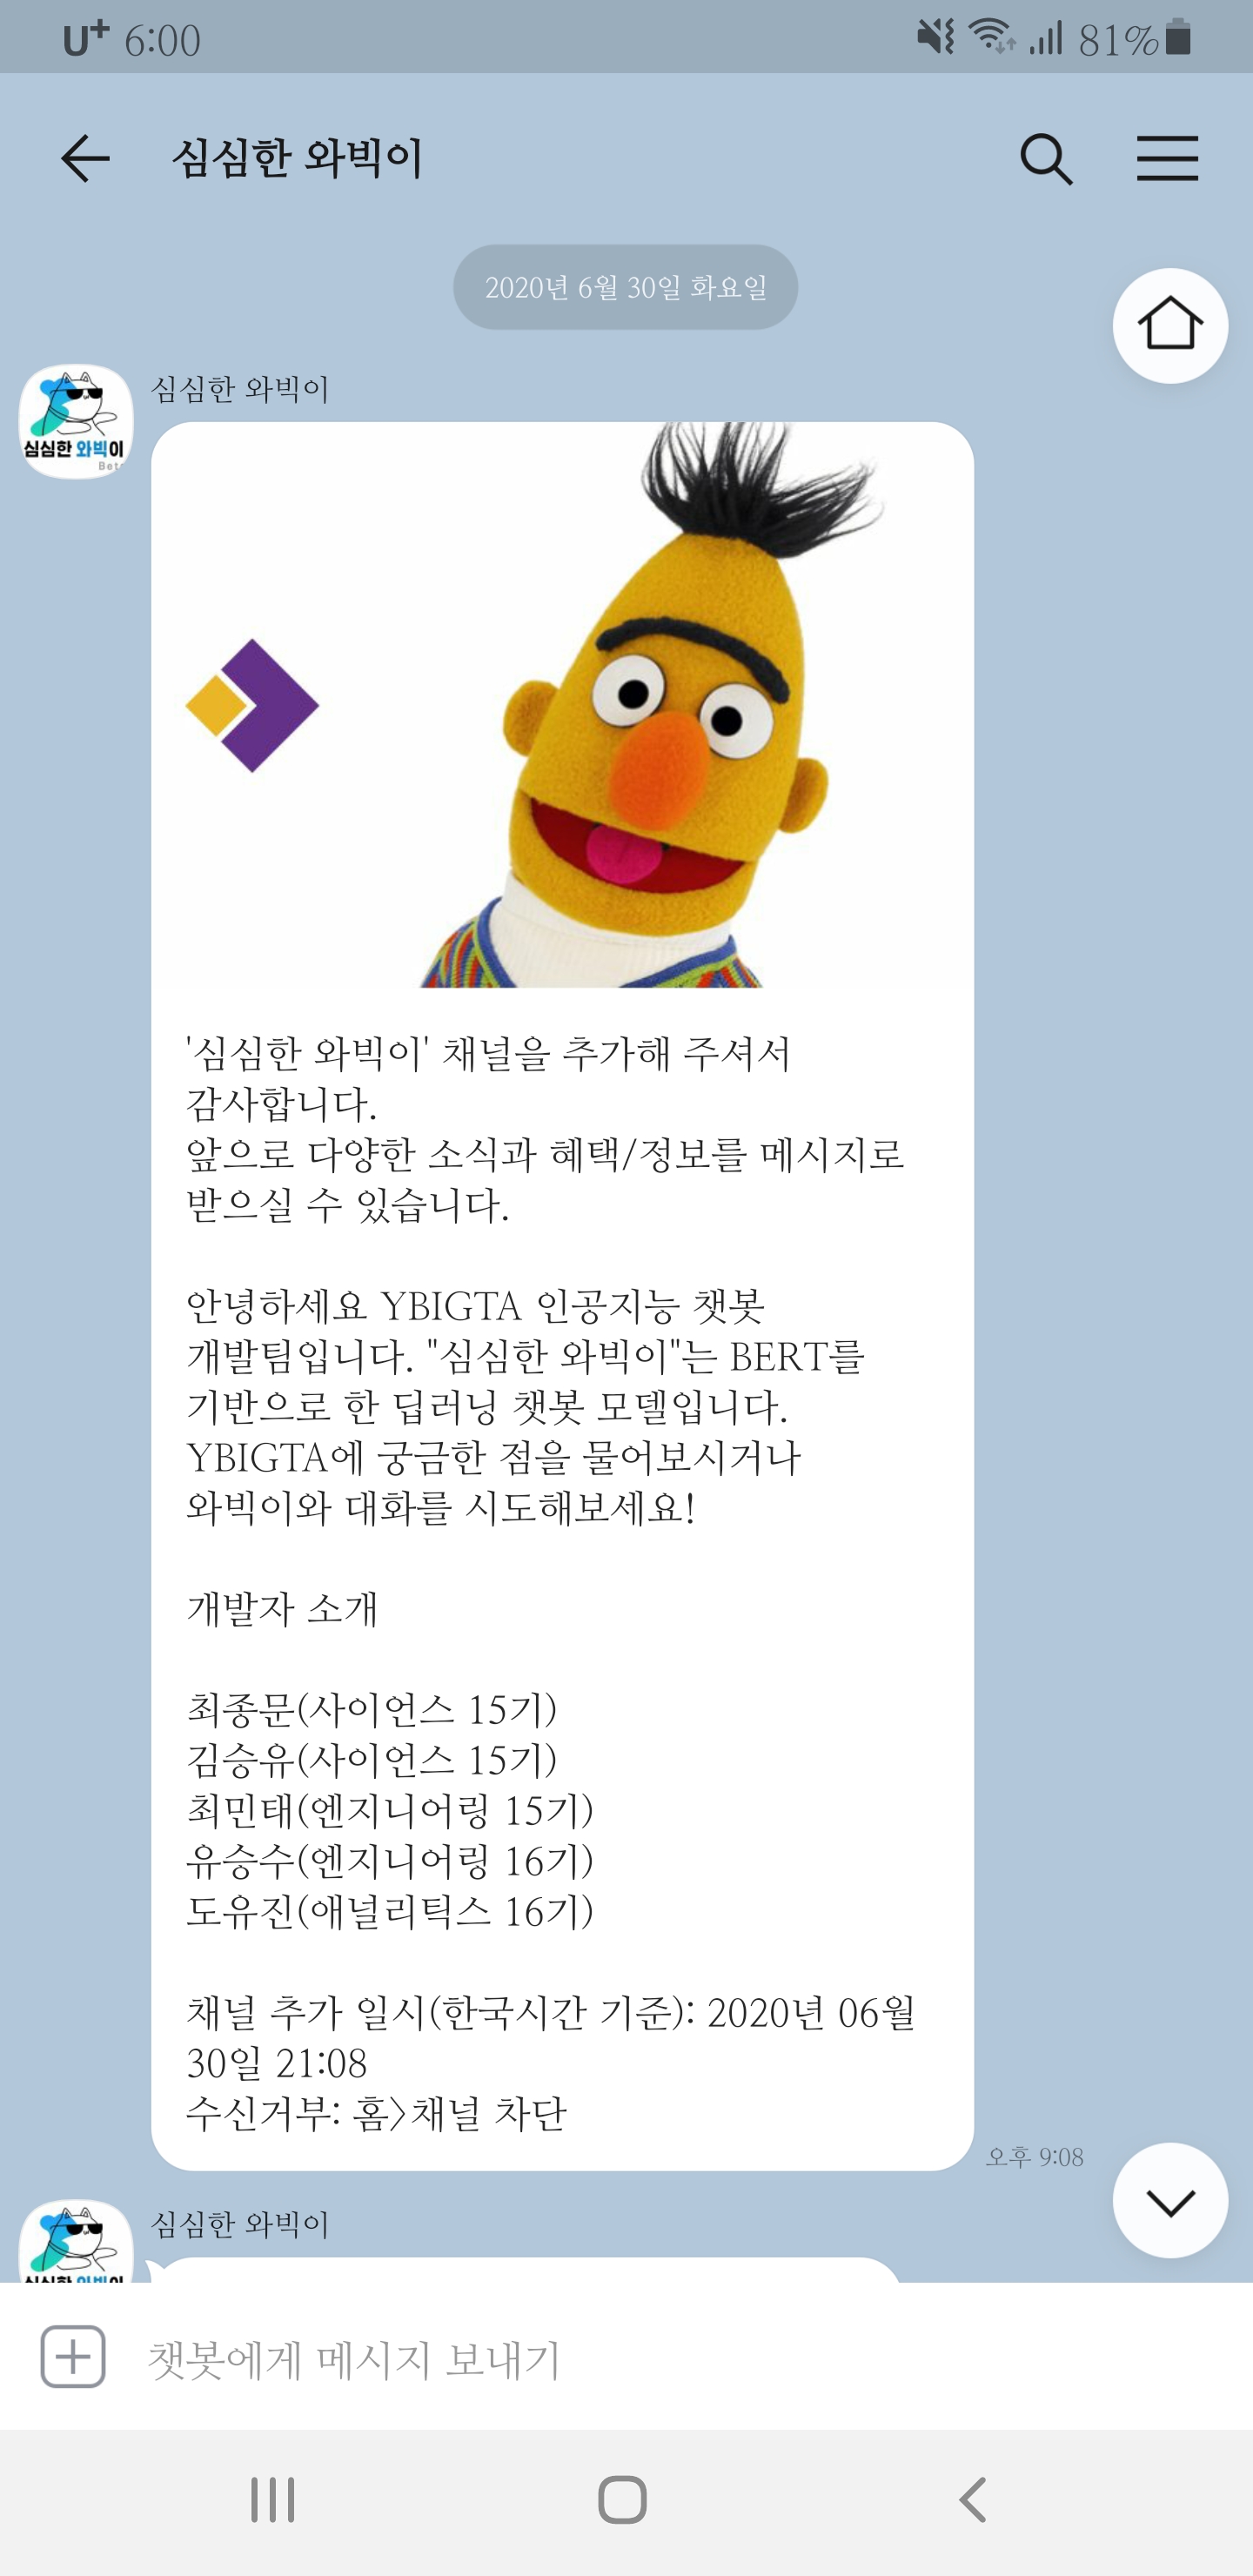 U+ 6:00 81%
심심한 와빅이
2020년 6월 30일 화요일
심심한 와빅이
심심한 와빅이
Beta
'심심한 와빅이' 채널을 추가해 주셔서
감사합니다.
앞으로 다양한 소식과 혜택/정보를 메시지로
받으실 수 있습니다.
안녕하세요 YBIGTA 인공지능 챗봇
개발팀입니다. "심심한 와빅이"는 BERT를
기반으로 한 딥러닝 챗봇 모델입니다.
YBIGTA에 궁금한 점을 물어보시거나
와빅이와 대화를 시도해보세요!
개발자 소개
최종문(사이언스 15기)
김승유(사이언스 15기)
최민태(엔지니어링 15기)
유승수(엔지니어링 16기)
도유진(애널리틱스 16기)
채널 추가 일시(한국시간 기준): 2020년 06월
30일 21:08
수신거부: 홈>채널 차단
오후 9:08
심심한 와빅이
심심한 와빅이
챗봇에게 메시지 보내기